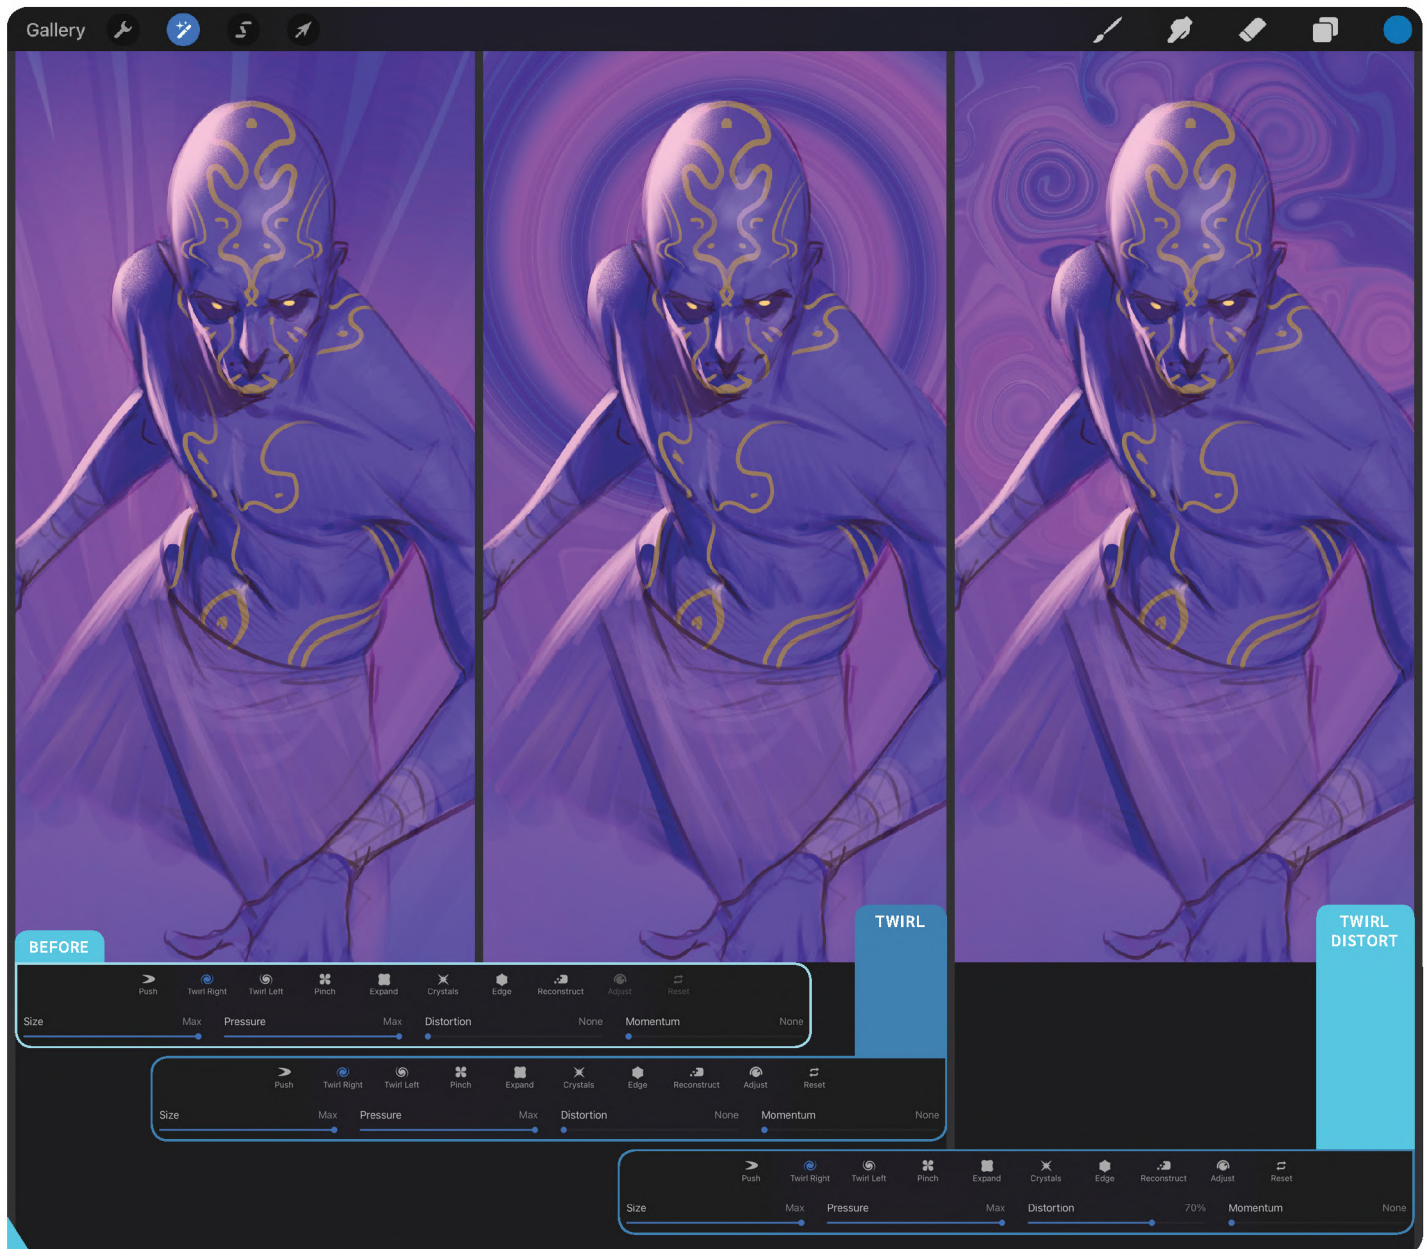 Gallery
BEFORE
TWIRL
TWIRL
DISTORT
Push Twirl Right Twirl Left Pinch Expand Crystals Edge Reconstruct Adjust Reset
Size Max Pressure Max Distortion None Momentum None
Push Twirl Right Twirl Left Pinch Expand Crystals Edge Reconstruct Adjust Reset
Size Max Pressure Max Distortion None Momentum None
Push Twirl Right Twirl Left Pinch Expand Crystals Edge Reconstruct Adjust Reset
Size Max Pressure Max Distortion 70% Momentum None